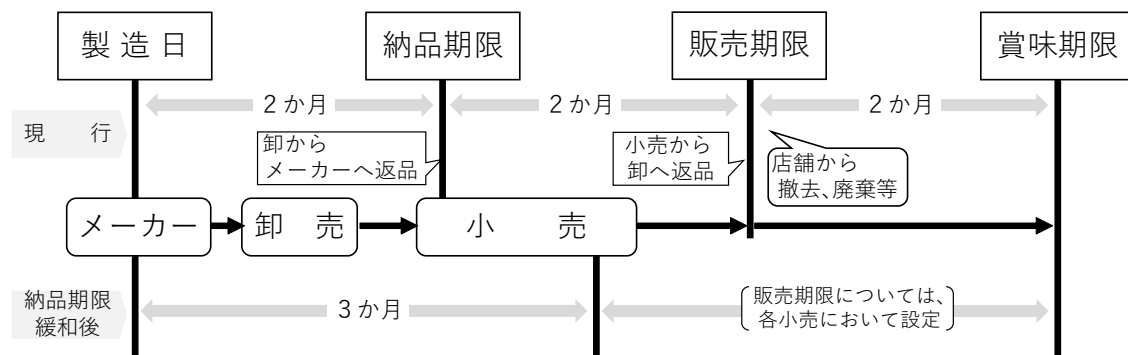 製造日
納品期限
販売期限
賞味期限
現行
2か月
2か月
2か月
卸から
メーカーへ返品
小売から
卸へ返品
店舗から
撤去、廃棄等
メーカー
卸売
小売
納品期限
緩和後
3か月
販売期限については、
各小売において設定